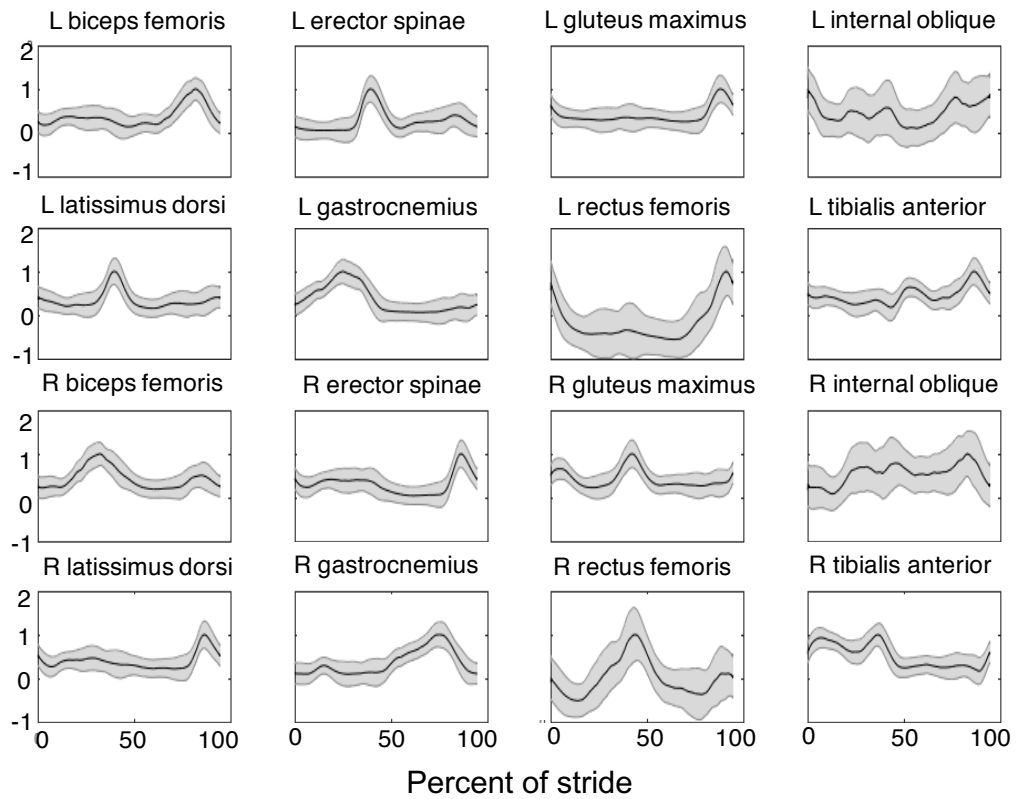 L biceps femoris L erector spinae L gluteus maximus L internal oblique
2
1
0
-1
L latissimus dorsi L gastrocnemius L rectus femoris L tibialis anterior
2
1
0
-1
R biceps femoris R erector spinae R gluteus maximus R internal oblique
2
1
0
-1
R latissimus dorsi R gastrocnemius R rectus femoris R tibialis anterior
2
1
0
-1
0 50 100 0 50 100 0 50 100 0 50 100
Percent of stride